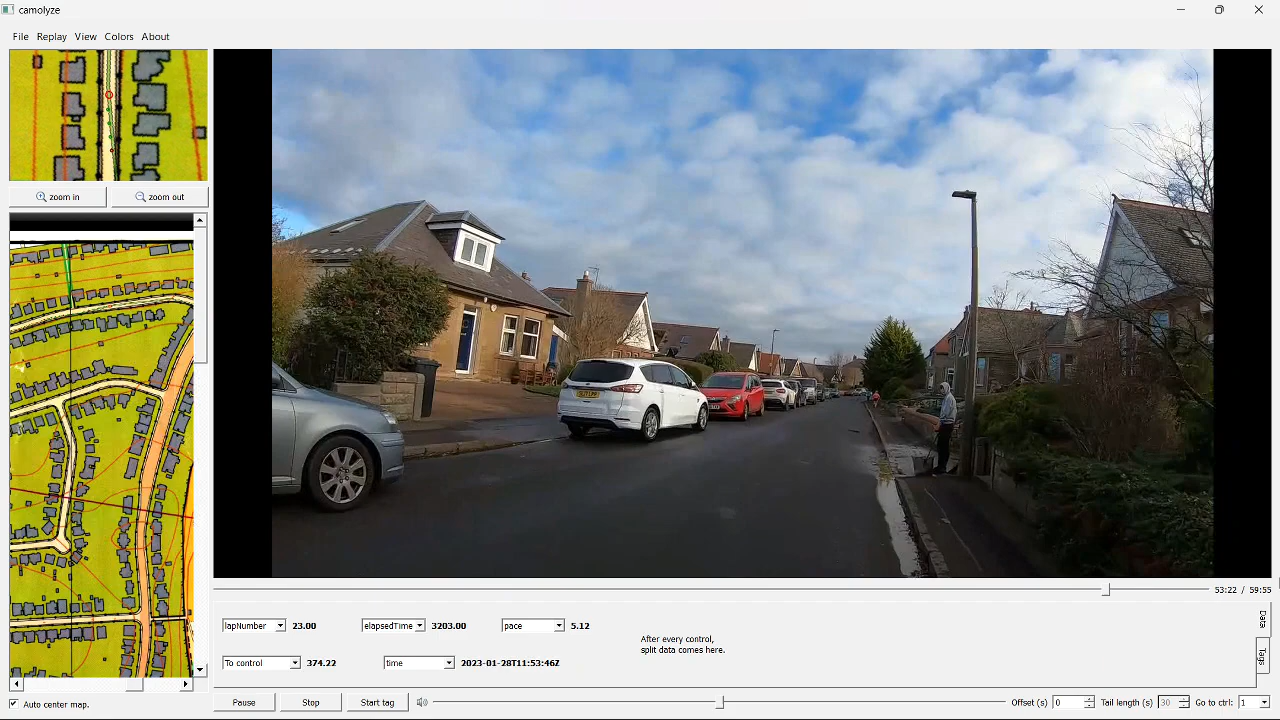 camolyze
File Replay View Colors About
zoom in zoom out
53:22 / 59:55
lapNumber 23.00 elapsedTime 3203.00 pace 5.12
After every control,
split data comes here.
To control 374.22 time 2023-01-28T11:53:46Z
Data
Tags
Auto center map.
Pause Stop Start tag Offset (s) 0 Tail length (s) 30 Go to ctrl: 1